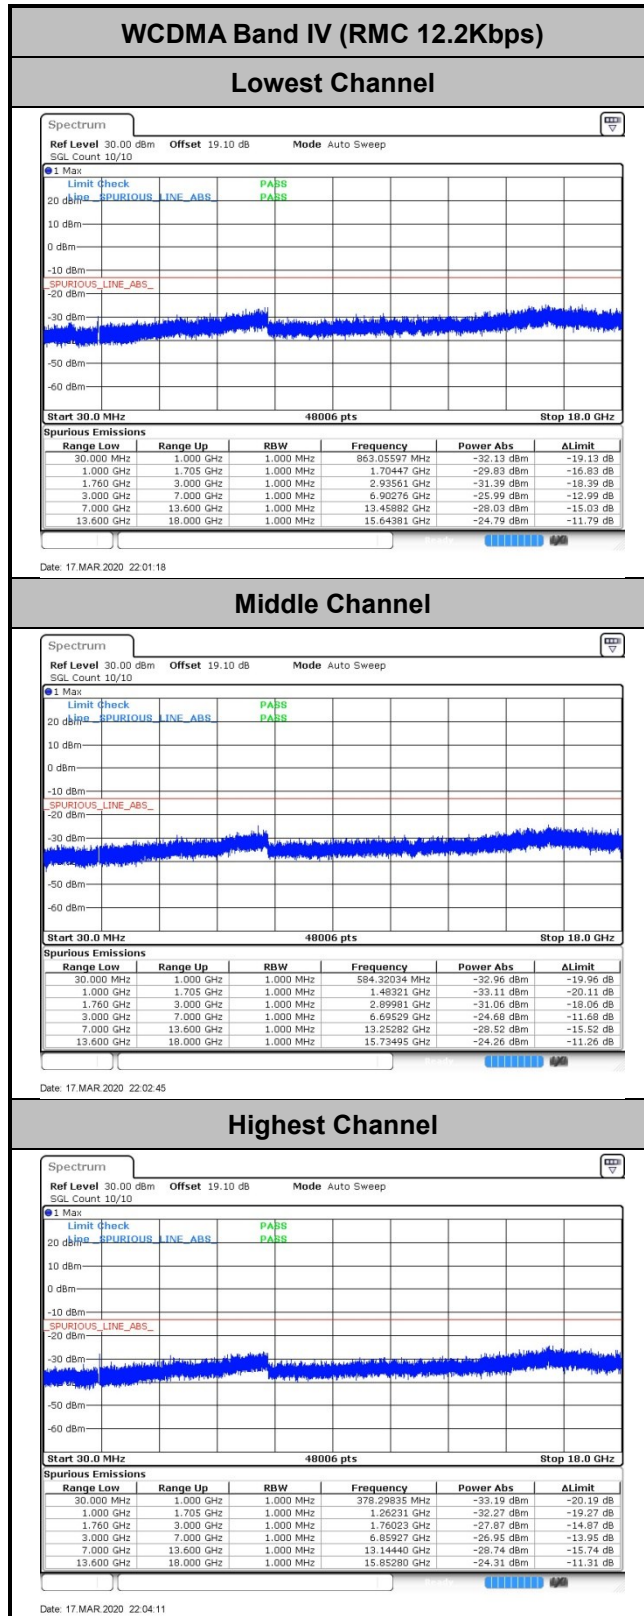 WCDMA Band IV (RMC 12.2Kbps)
Lowest Channel
Spectrum
Ref Level 30.00 dBm Offset 19.10 dB Mode Auto Sweep
SGL Count 10/10
1 Max
Limit Check PASS
20 dBm Line _SPURIOUS_LINE_ABS_ PASS
10 dBm
0 dBm
-10 dBm
_SPURIOUS_LINE_ABS_
-20 dBm
-30 dBm
-50 dBm
-60 dBm
Start 30.0 MHz 48006 pts Stop 18.0 GHz
Spurious Emissions
Range Low Range Up RBW Frequency Power Abs ΔLimit
30.000 MHz 1.000 GHz 1.000 MHz 863.05597 MHz -32.13 dBm -19.13 dB
1.000 GHz 1.705 GHz 1.000 MHz 1.70447 GHz -29.83 dBm -16.83 dB
1.760 GHz 3.000 GHz 1.000 MHz 2.93561 GHz -31.39 dBm -18.39 dB
3.000 GHz 7.000 GHz 1.000 MHz 6.90276 GHz -25.99 dBm -12.99 dB
7.000 GHz 13.600 GHz 1.000 MHz 13.45882 GHz -28.03 dBm -15.03 dB
13.600 GHz 18.000 GHz 1.000 MHz 15.64381 GHz -24.79 dBm -11.79 dB
Date: 17.MAR.2020 22:01:18
Middle Channel
Spectrum
Ref Level 30.00 dBm Offset 19.10 dB Mode Auto Sweep
SGL Count 10/10
1 Max
Limit Check PASS
20 dBm Line _SPURIOUS_LINE_ABS_ PASS
10 dBm
0 dBm
-10 dBm
_SPURIOUS_LINE_ABS_
-20 dBm
-30 dBm
-50 dBm
-60 dBm
Start 30.0 MHz 48006 pts Stop 18.0 GHz
Spurious Emissions
Range Low Range Up RBW Frequency Power Abs ΔLimit
30.000 MHz 1.000 GHz 1.000 MHz 584.32034 MHz -32.96 dBm -19.96 dB
1.000 GHz 1.705 GHz 1.000 MHz 1.48321 GHz -33.11 dBm -20.11 dB
1.760 GHz 3.000 GHz 1.000 MHz 2.89981 GHz -31.06 dBm -18.06 dB
3.000 GHz 7.000 GHz 1.000 MHz 6.69529 GHz -24.68 dBm -11.68 dB
7.000 GHz 13.600 GHz 1.000 MHz 13.25282 GHz -28.52 dBm -15.52 dB
13.600 GHz 18.000 GHz 1.000 MHz 15.73495 GHz -24.26 dBm -11.26 dB
Date: 17.MAR.2020 22:02:45
Highest Channel
Spectrum
Ref Level 30.00 dBm Offset 19.10 dB Mode Auto Sweep
SGL Count 10/10
1 Max
Limit Check PASS
20 dBm Line _SPURIOUS_LINE_ABS_ PASS
10 dBm
0 dBm
-10 dBm
_SPURIOUS_LINE_ABS_
-20 dBm
-30 dBm
-50 dBm
-60 dBm
Start 30.0 MHz 48006 pts Stop 18.0 GHz
Spurious Emissions
Range Low Range Up RBW Frequency Power Abs ΔLimit
30.000 MHz 1.000 GHz 1.000 MHz 378.29835 MHz -33.19 dBm -20.19 dB
1.000 GHz 1.705 GHz 1.000 MHz 1.26231 GHz -32.27 dBm -19.27 dB
1.760 GHz 3.000 GHz 1.000 MHz 1.76023 GHz -27.87 dBm -14.87 dB
3.000 GHz 7.000 GHz 1.000 MHz 6.85927 GHz -26.95 dBm -13.95 dB
7.000 GHz 13.600 GHz 1.000 MHz 13.14440 GHz -28.74 dBm -15.74 dB
13.600 GHz 18.000 GHz 1.000 MHz 15.85280 GHz -24.31 dBm -11.31 dB
Date: 17.MAR.2020 22:04:11